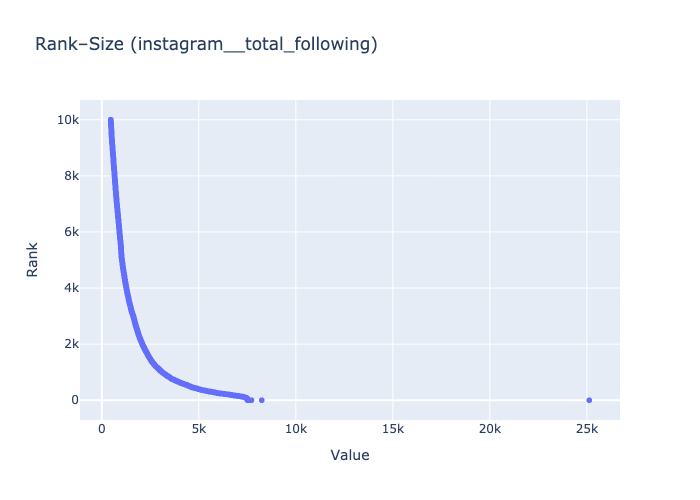 Rank−Size (instagram__total_following)
10k
8k
6k
4k
2k
0
Rank
0
5k
10k
15k
20k
25k
Value